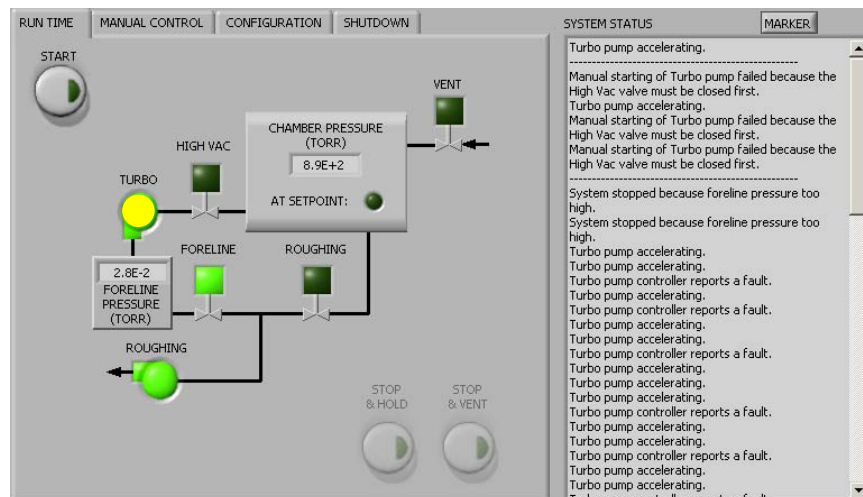 RUN TIME
MANUAL CONTROL
CONFIGURATION
SHUTDOWN
START
VENT
CHAMBER PRESSURE
(TORR)
8.9E+2
AT SETPOINT:
HIGH VAC
TURBO
FORELINE
ROUGHING
2.8E-2
FORELINE
PRESSURE
(TORR)
ROUGHING
STOP
& HOLD
STOP
& VENT
SYSTEM STATUS
MARKER
Turbo pump accelerating.
Manual starting of Turbo pump failed because the
High Vac valve must be closed first.
Turbo pump accelerating.
Manual starting of Turbo pump failed because the
High Vac valve must be closed first.
Manual starting of Turbo pump failed because the
High Vac valve must be closed first.
System stopped because foreline pressure too
high.
System stopped because foreline pressure too
high.
Turbo pump accelerating.
Turbo pump accelerating.
Turbo pump controller reports a fault.
Turbo pump accelerating.
Turbo pump accelerating.
Turbo pump accelerating.
Turbo pump accelerating.
Turbo pump controller reports a fault.
Turbo pump accelerating.
Turbo pump accelerating.
Turbo pump accelerating.
Turbo pump controller reports a fault.
Turbo pump accelerating.
Turbo pump accelerating.
Turbo pump controller reports a fault.
Turbo pump accelerating.
Turbo pump accelerating.